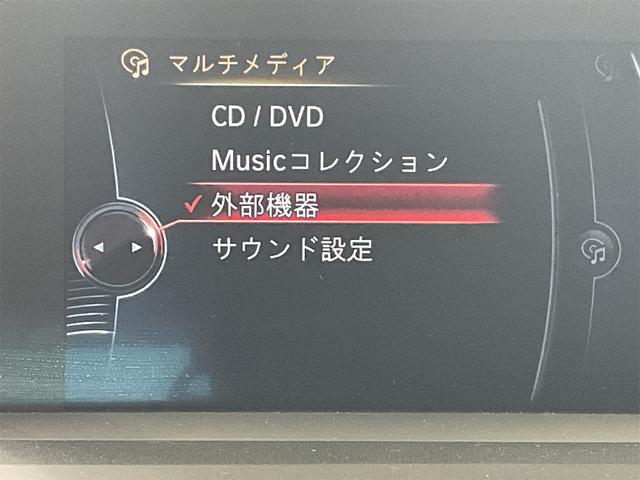 マルチメディア
CD / DVD
Musicコレクション
外部機器
サウンド設定